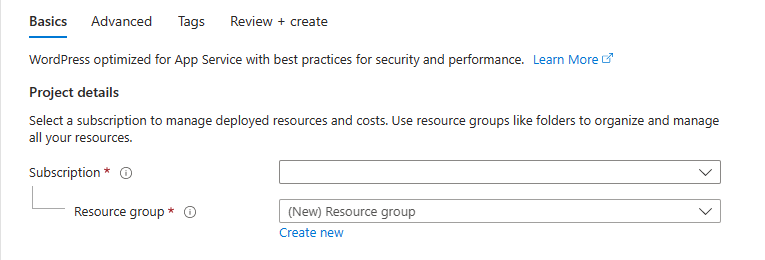 Basics Advanced Tags Review + create
WordPress optimized for App Service with best practices for security and performance. Learn More
Project details
Select a subscription to manage deployed resources and costs. Use resource groups like folders to organize and manage
all your resources.
Subscription *
Resource group * (New) Resource group
Create new